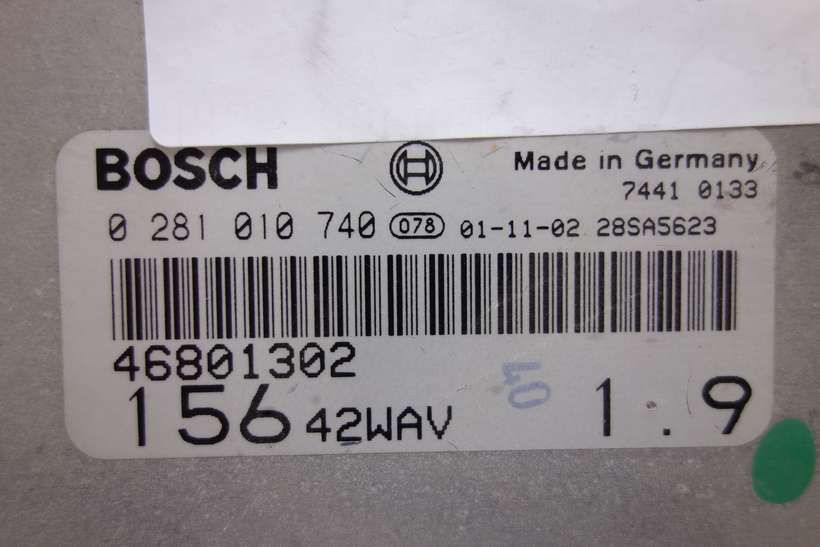 BOSCH Made in Germany
7441 0133
0 281 010 740 078 01-11-02 28SA5623
46801302
40
156 42WAV 1.9